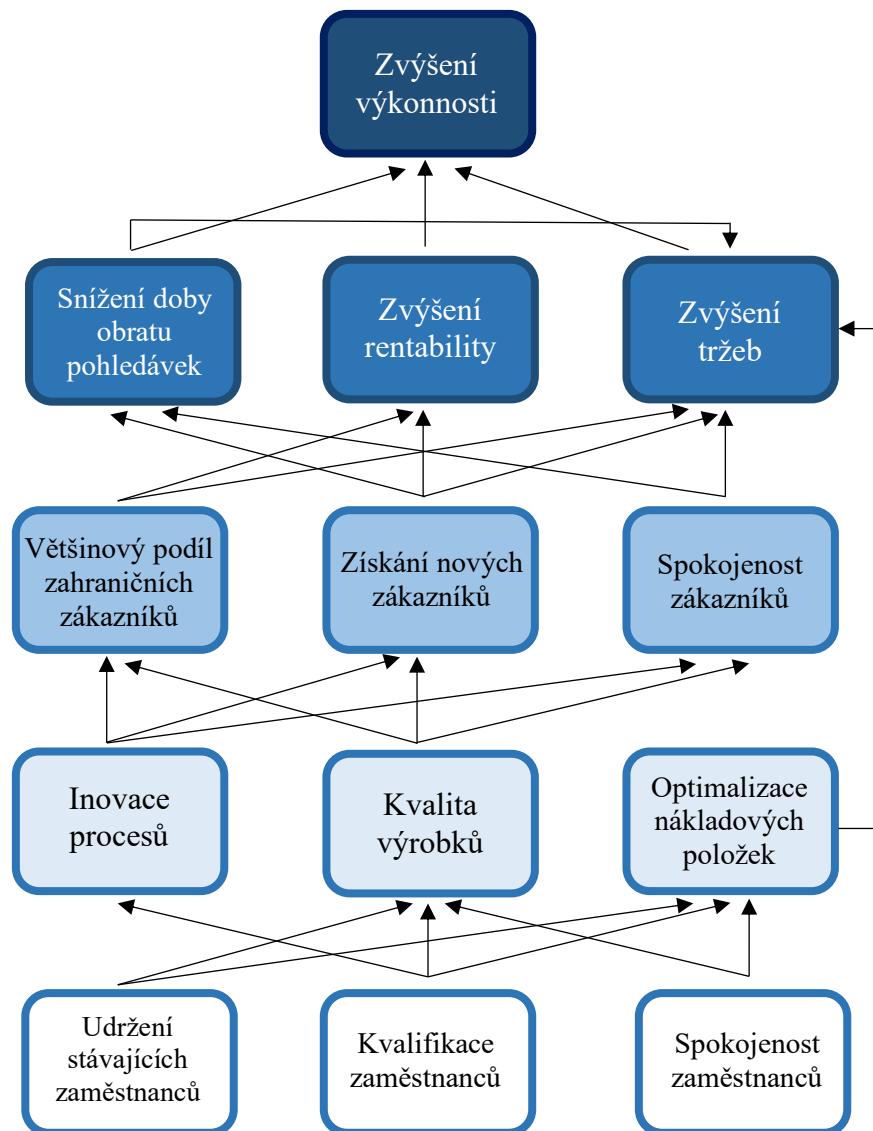 Zvýšení
výkonnosti
Snížení doby
obratu
pohledávek
Zvýšení
rentability
Zvýšení
tržeb
Většinový podíl
zahraničních
zákazníků
Získání nových
zákazníků
Spokojenost
zákazníků
Inovace
procesů
Kvalita
výrobků
Optimalizace
nákladových
položek
Udržení
stávajících
zaměstnanců
Kvalifikace
zaměstnanců
Spokojenost
zaměstnanců